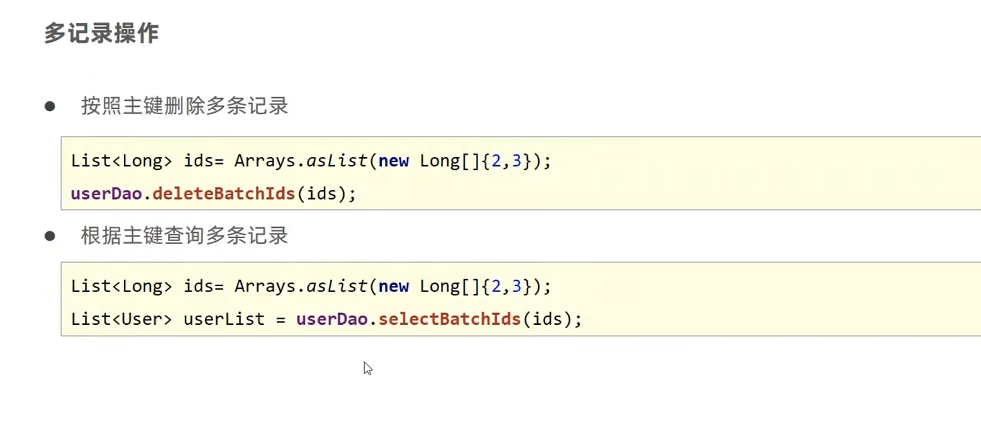 多记录操作
● 按照主键删除多条记录
List<Long> ids= Arrays.asList(new Long[]{2,3});
userDao.deleteBatchIds(ids);
● 根据主键查询多条记录
List<Long> ids= Arrays.asList(new Long[]{2,3});
List<User> userList = userDao.selectBatchIds(ids);